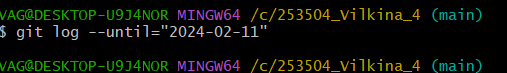 VAG@DESKTOP-U9J4NOR MINGW64 /c/253504_Vilkina_4 (main)
$ git log --until="2024-02-11"
VAG@DESKTOP-U9J4NOR MINGW64 /c/253504_Vilkina_4 (main)